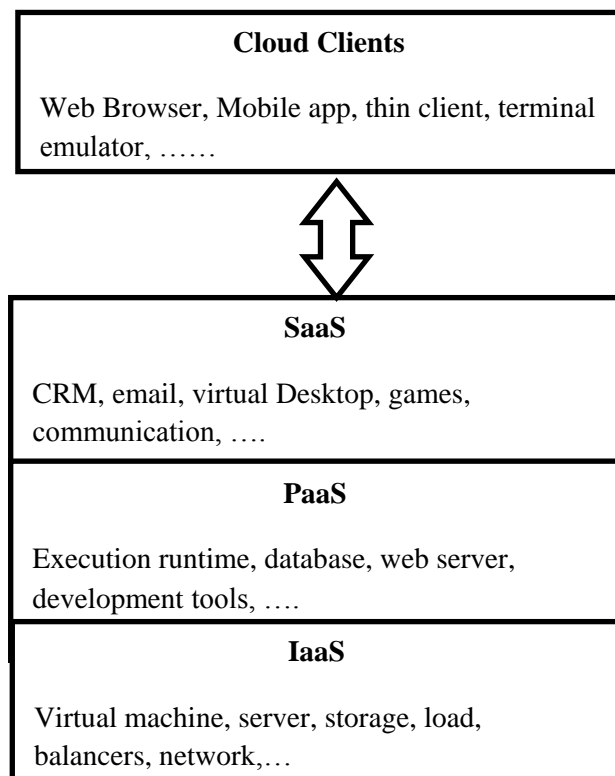 Cloud Clients
Web Browser, Mobile app, thin client, terminal
emulator, ……
SaaS
CRM, email, virtual Desktop, games,
communication, ….
PaaS
Execution runtime, database, web server,
development tools, ….
IaaS
Virtual machine, server, storage, load,
balancers, network,…